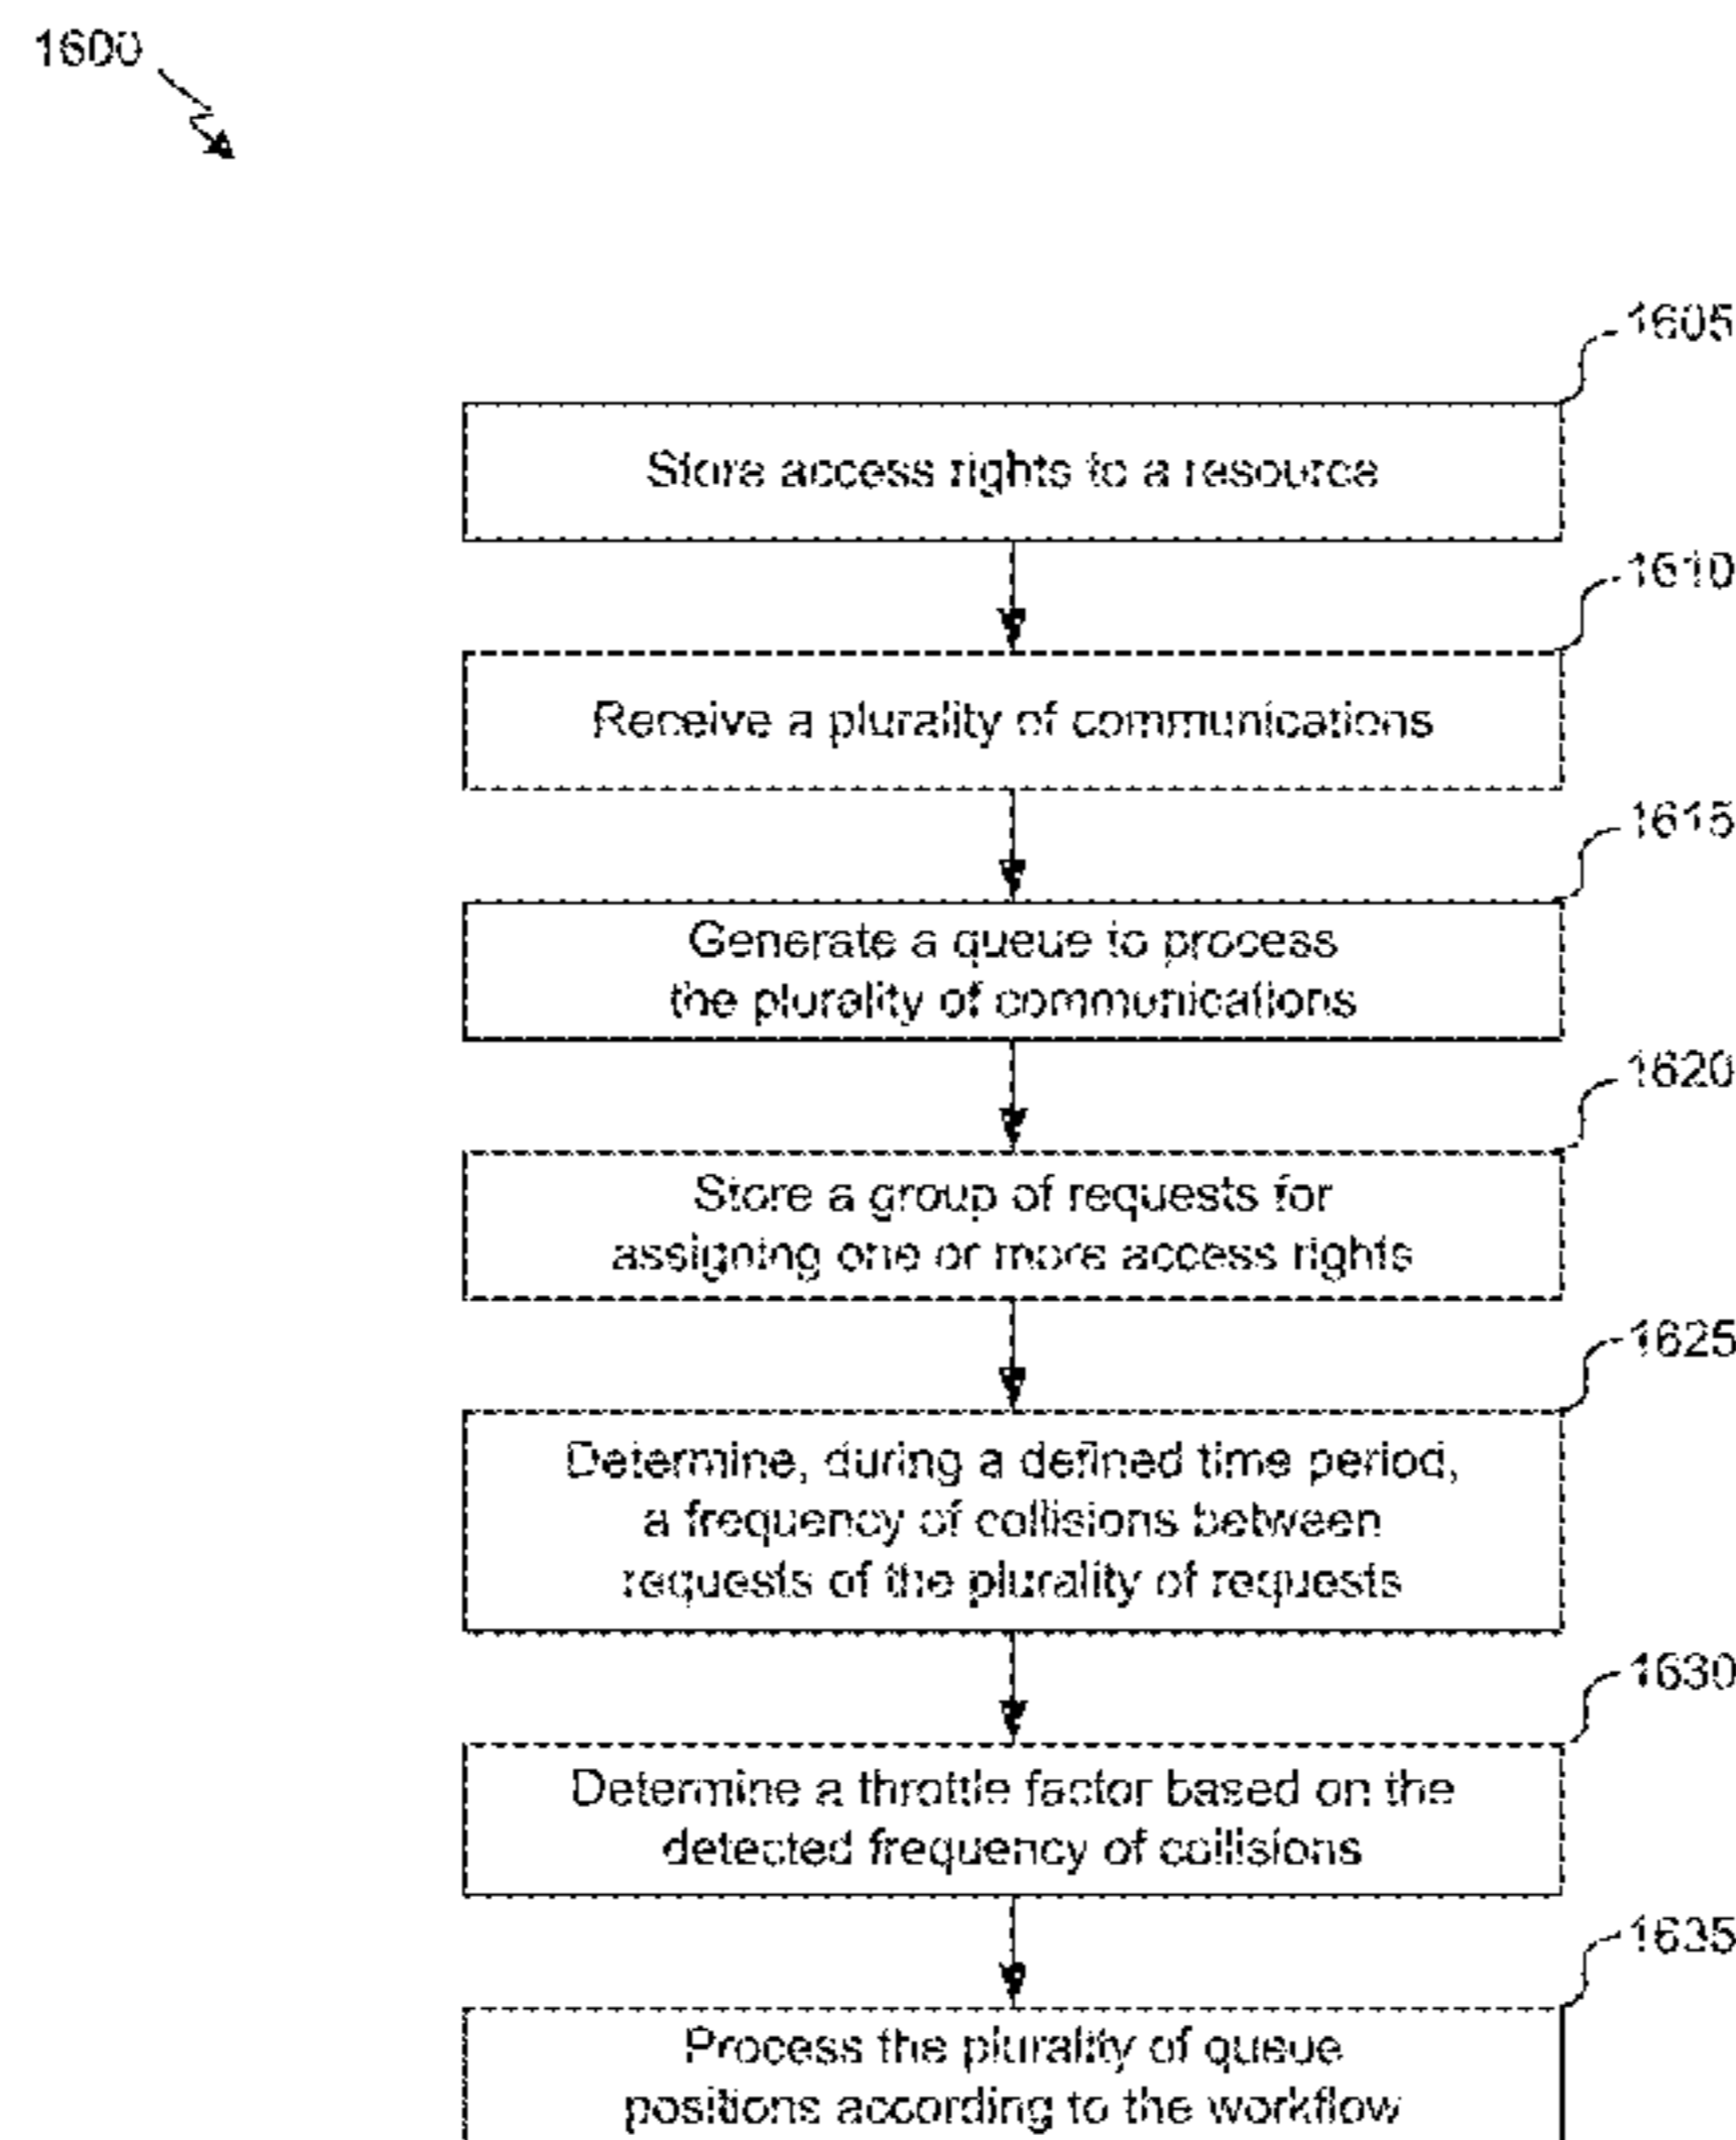 1600
1605
Store access rights to a resource
1610
Receive a plurality of communications
1615
Generate a queue to process
the plurality of communications
1620
Store a group of requests for
assigning one or more access rights
1625
Determine, during a defined time period,
a frequency of collisions between
requests of the plurality of requests
1630
Determine a throttle factor based on the
detected frequency of collisions
1635
Process the plurality of queue
positions according to the workflow